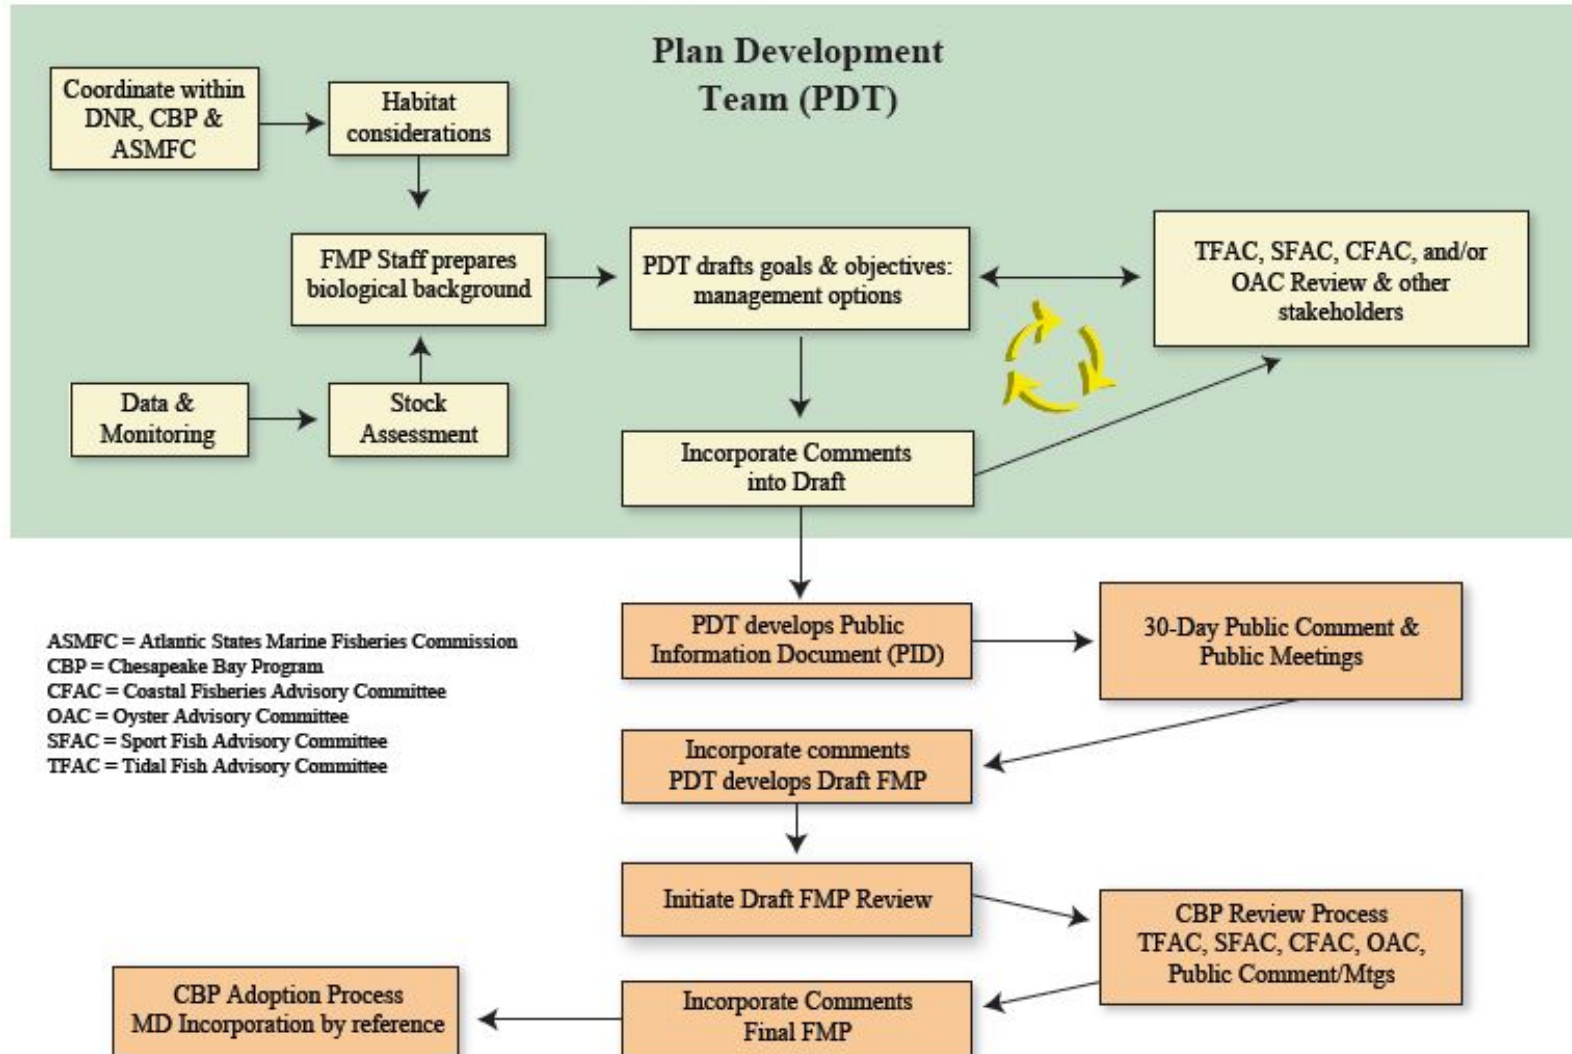 Plan Development
Team (PDT)
Coordinate within
DNR, CBP &
ASMFC
Habitat
considerations
FMP Staff prepares
biological background
PDT drafts goals & objectives:
management options
TFAC, SFAC, CFAC, and/or
OAC Review & other
stakeholders
Data &
Monitoring
Stock
Assessment
Incorporate Comments
into Draft
PDT develops Public
Information Document (PID)
30-Day Public Comment &
Public Meetings
ASMFC = Atlantic States Marine Fisheries Commission
CBP = Chesapeake Bay Program
CFAC = Coastal Fisheries Advisory Committee
OAC = Oyster Advisory Committee
SFAC = Sport Fish Advisory Committee
TFAC = Tidal Fish Advisory Committee
Incorporate comments
PDT develops Draft FMP
Initiate Draft FMP Review
CBP Review Process
TFAC, SFAC, CFAC, OAC,
Public Comment/Mtgs
Incorporate Comments
Final FMP
CBP Adoption Process
MD Incorporation by reference